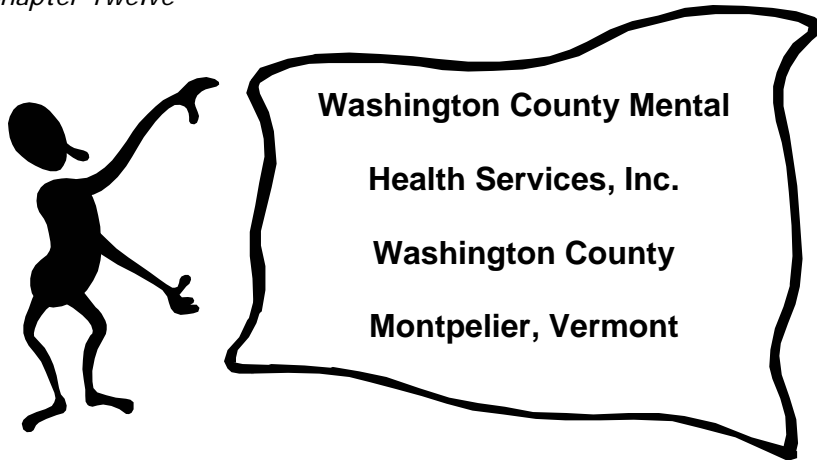 hapter Twelve
Washington County Mental
Health Services, Inc.
Washington County
Montpelier, Vermont